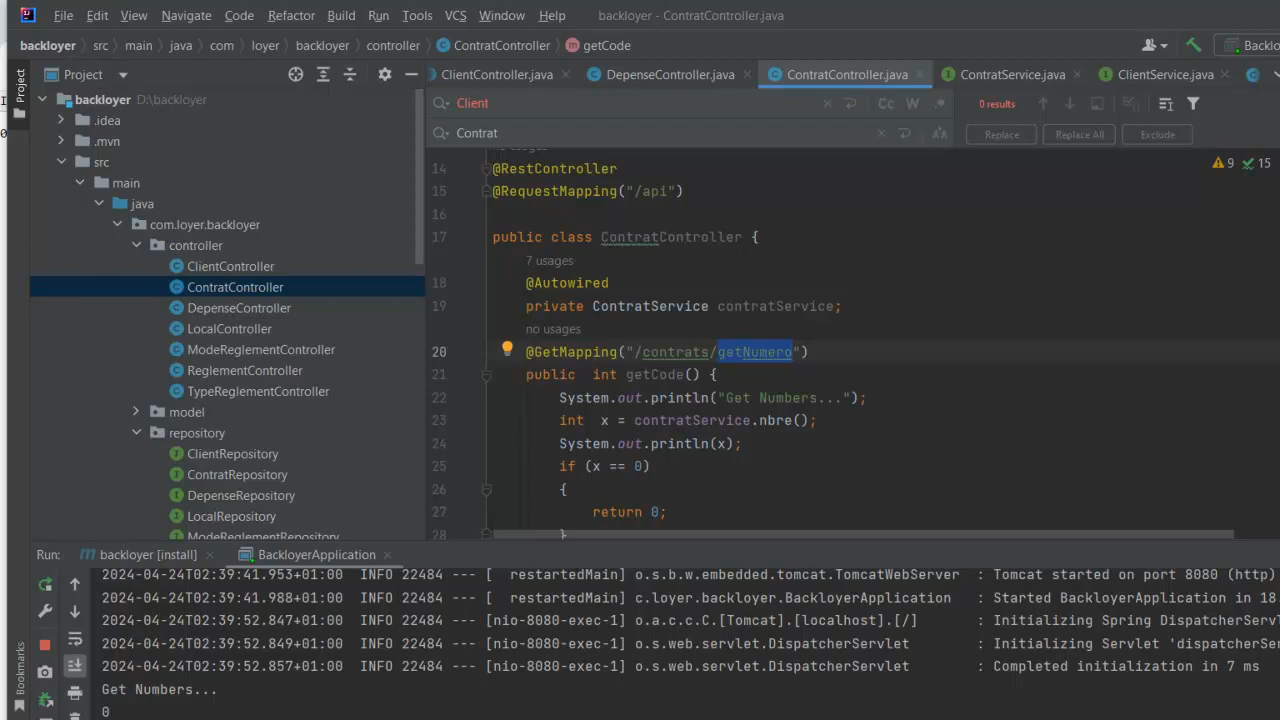 File Edit View Navigate Code Refactor Build Run Tools VCS Window Help backloyer - ContratController.java
backloyer src main java com loyer backloyer controller ContratController getCode Backlo
Project
Project
ClientController.java DepenseController.java ContratController.java ContratService.java ClientService.java
backloyer D:\backloyer
Client Cc W .* 0 results
.idea
Contrat Replace Replace All Exclude
.mvn
src
main
java
com.loyer.backloyer
controller
ClientController
ContratController
DepenseController
LocalController
ModeReglementController
ReglementController
TypeReglementController
model
repository
ClientRepository
ContratRepository
DepenseRepository
LocalRepository
ModeReglementRepository
no usages
9 15
14 @RestController
15 @RequestMapping("/api")
16
17 public class ContratController {
7 usages
18 @Autowired
19 private ContratService contratService;
no usages
20 @GetMapping("/contrats/getNumero")
21 public  int getCode() {
22 System.out.println("Get Numbers...");
23 int  x = contratService.nbre();
24 System.out.println(x);
25 if (x == 0)
26 {
27 return 0;
28 }
Run: backloyer [install] BackloyerApplication
2024-04-24T02:39:41.953+01:00  INFO 22484 --- [  restartedMain] o.s.b.w.embedded.tomcat.TomcatWebServer  : Tomcat started on port 8080 (http)
2024-04-24T02:39:41.988+01:00  INFO 22484 --- [  restartedMain] c.loyer.backloyer.BackloyerApplication   : Started BackloyerApplication in 18.
2024-04-24T02:39:52.847+01:00  INFO 22484 --- [nio-8080-exec-1] o.a.c.c.C.[Tomcat].[localhost].[/]       : Initializing Spring DispatcherServl
2024-04-24T02:39:52.849+01:00  INFO 22484 --- [nio-8080-exec-1] o.s.web.servlet.DispatcherServlet        : Initializing Servlet 'dispatcherSe
2024-04-24T02:39:52.857+01:00  INFO 22484 --- [nio-8080-exec-1] o.s.web.servlet.DispatcherServlet        : Completed initialization in 7 ms
Get Numbers...
0
Bookmarks